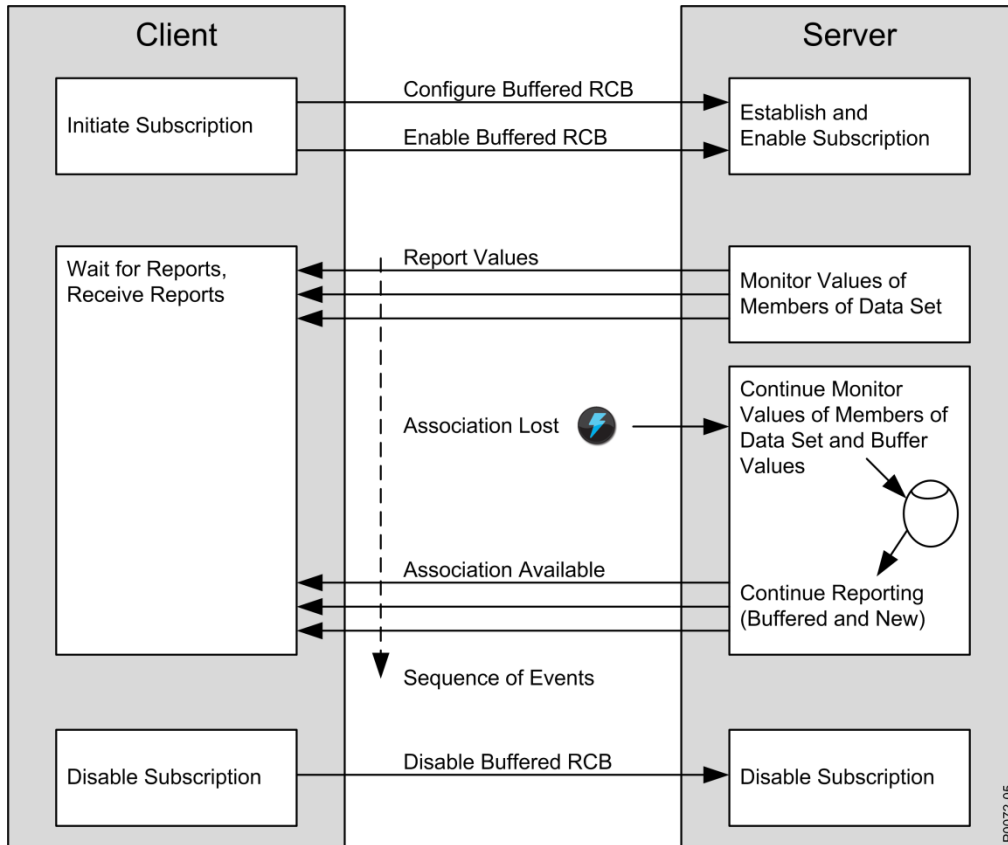 Client
Server
Configure Buffered RCB
Initiate Subscription
Enable Buffered RCB
Establish and
Enable Subscription
Wait for Reports,
Receive Reports
Report Values
Monitor Values of
Members of Data Set
Association Lost
Continue Monitor
Values of Members of
Data Set and Buffer
Values
Association Available
Continue Reporting
(Buffered and New)
Sequence of Events
Disable Subscription
Disable Buffered RCB
Disable Subscription
P0072-05